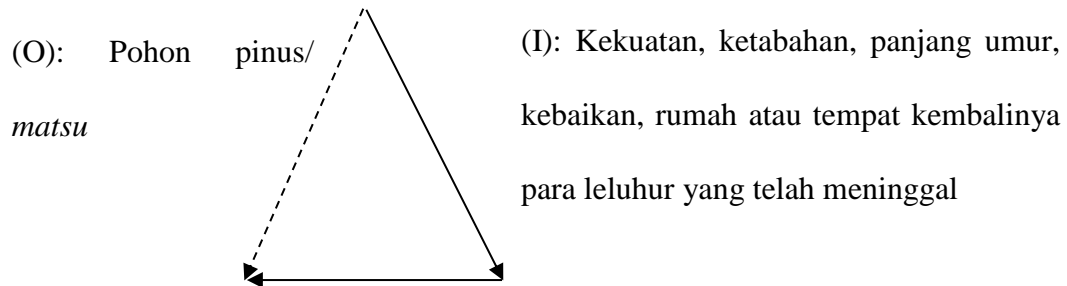 (O): Pohon pinus/
matsu
(I): Kekuatan, ketabahan, panjang umur,
kebaikan, rumah atau tempat kembalinya
para leluhur yang telah meninggal